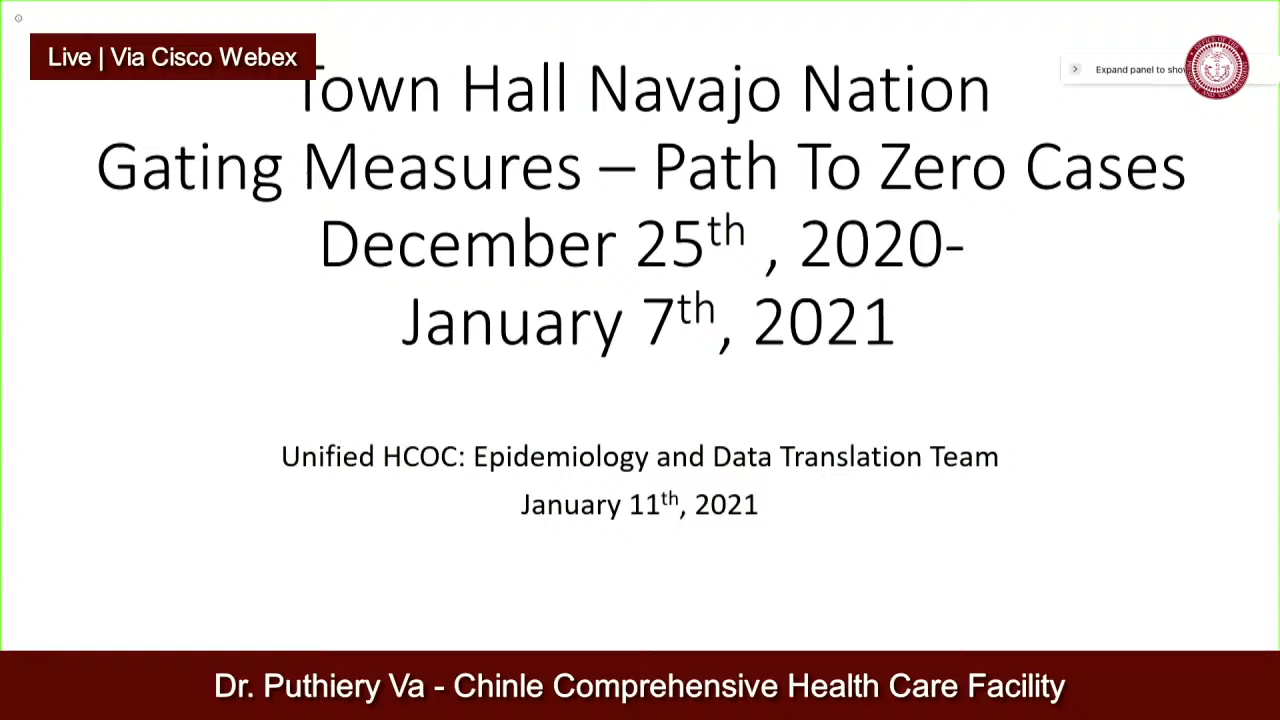 Live | Via Cisco Webex
Expand panel to sho
Town Hall Navajo Nation
Gating Measures – Path To Zero Cases
December 25th , 2020-
January 7th, 2021
Unified HCOC: Epidemiology and Data Translation Team
January 11th, 2021
Dr. Puthiery Va - Chinle Comprehensive Health Care Facility